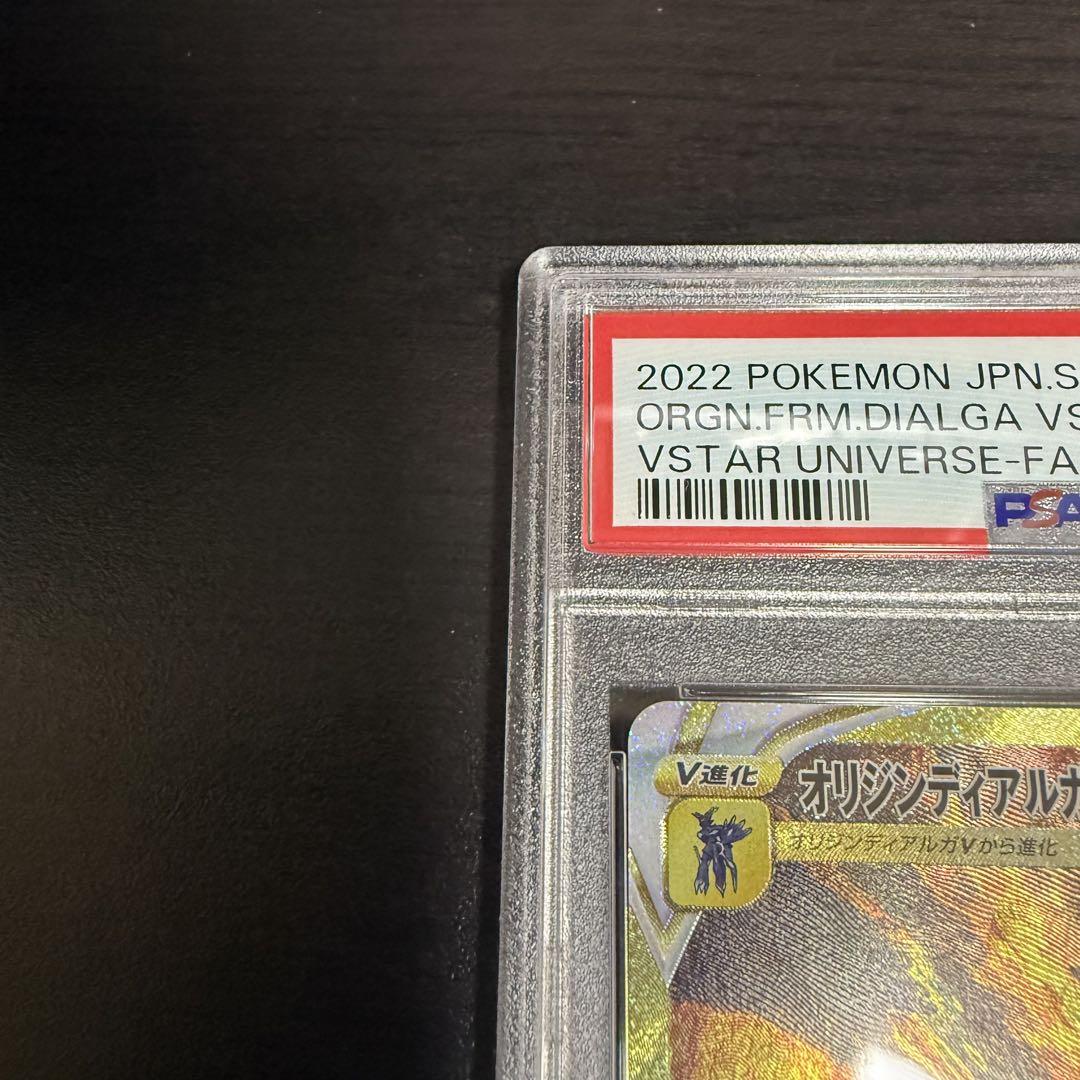 2022 POKEMON JPN.S
ORGN.FRM.DIALGA VS
VSTAR UNIVERSE-FA
PSA
V進化
オリジンディアルガ
オリジンディアルガVから進化